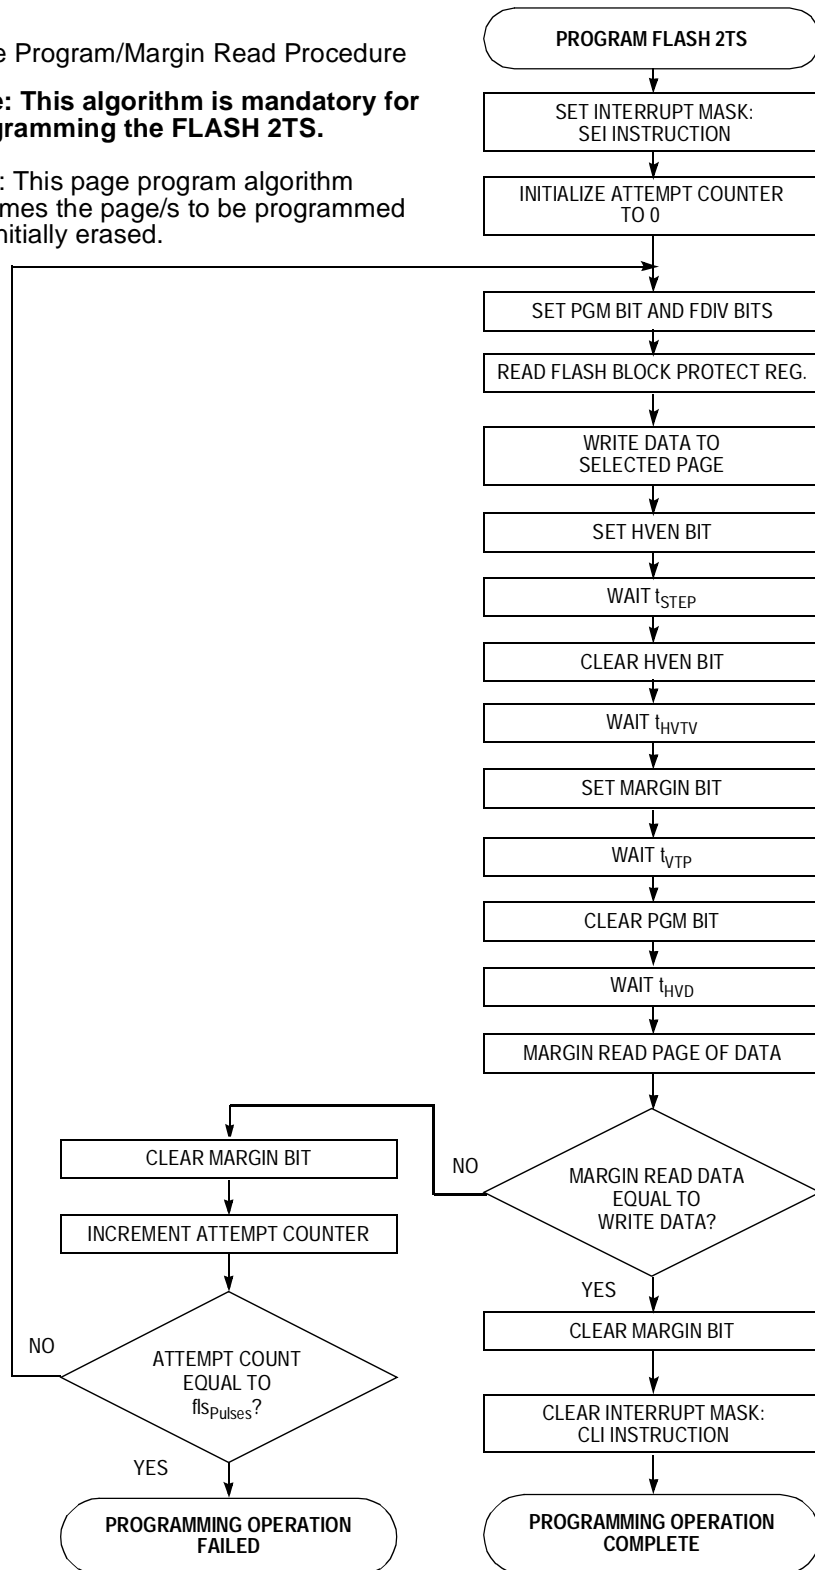 Program/Margin Read Procedure
This algorithm is mandatory for
the FLASH 2TS.
This page program algorithm
the page/s to be programmed
erased.
PROGRAM FLASH 2TS
SET INTERRUPT MASK:
SEI INSTRUCTION
INITIALIZE ATTEMPT COUNTER
TO 0
SET PGM BIT AND FDIV BITS
READ FLASH BLOCK PROTECT REG.
WRITE DATA TO
SELECTED PAGE
SET HVEN BIT
WAIT tSTEP
CLEAR HVEN BIT
WAIT tHVTV
SET MARGIN BIT
WAIT tVTP
CLEAR PGM BIT
WAIT tHVD
MARGIN READ PAGE OF DATA
MARGIN READ DATA
EQUAL TO
WRITE DATA?
NO
YES
CLEAR MARGIN BIT
INCREMENT ATTEMPT COUNTER
ATTEMPT COUNT
EQUAL TO
flsPulses?
NO
YES
PROGRAMMING OPERATION
FAILED
CLEAR MARGIN BIT
CLEAR INTERRUPT MASK:
CLI INSTRUCTION
PROGRAMMING OPERATION
COMPLETE